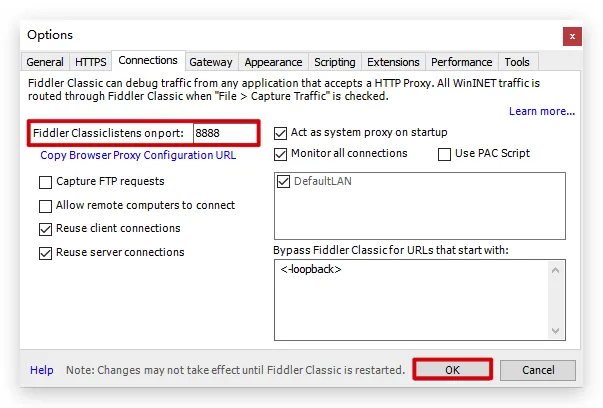 Options
x
General HTTPS Connections Gateway Appearance Scripting Extensions Performance Tools
Fiddler Classic can debug traffic from any application that accepts a HTTP Proxy. All WinINET traffic is
routed through Fiddler Classic when "File > Capture Traffic" is checked.
Learn more...
Fiddler Classiclistens on port: 8888
Copy Browser Proxy Configuration URL
Capture FTP requests
Allow remote computers to connect
Reuse client connections
Reuse server connections
Act as system proxy on startup
Monitor all connections Use PAC Script
DefaultLAN
Bypass Fiddler Classic for URLs that start with:
<-loopback>
Help Note: Changes may not take effect until Fiddler Classic is restarted. OK Cancel